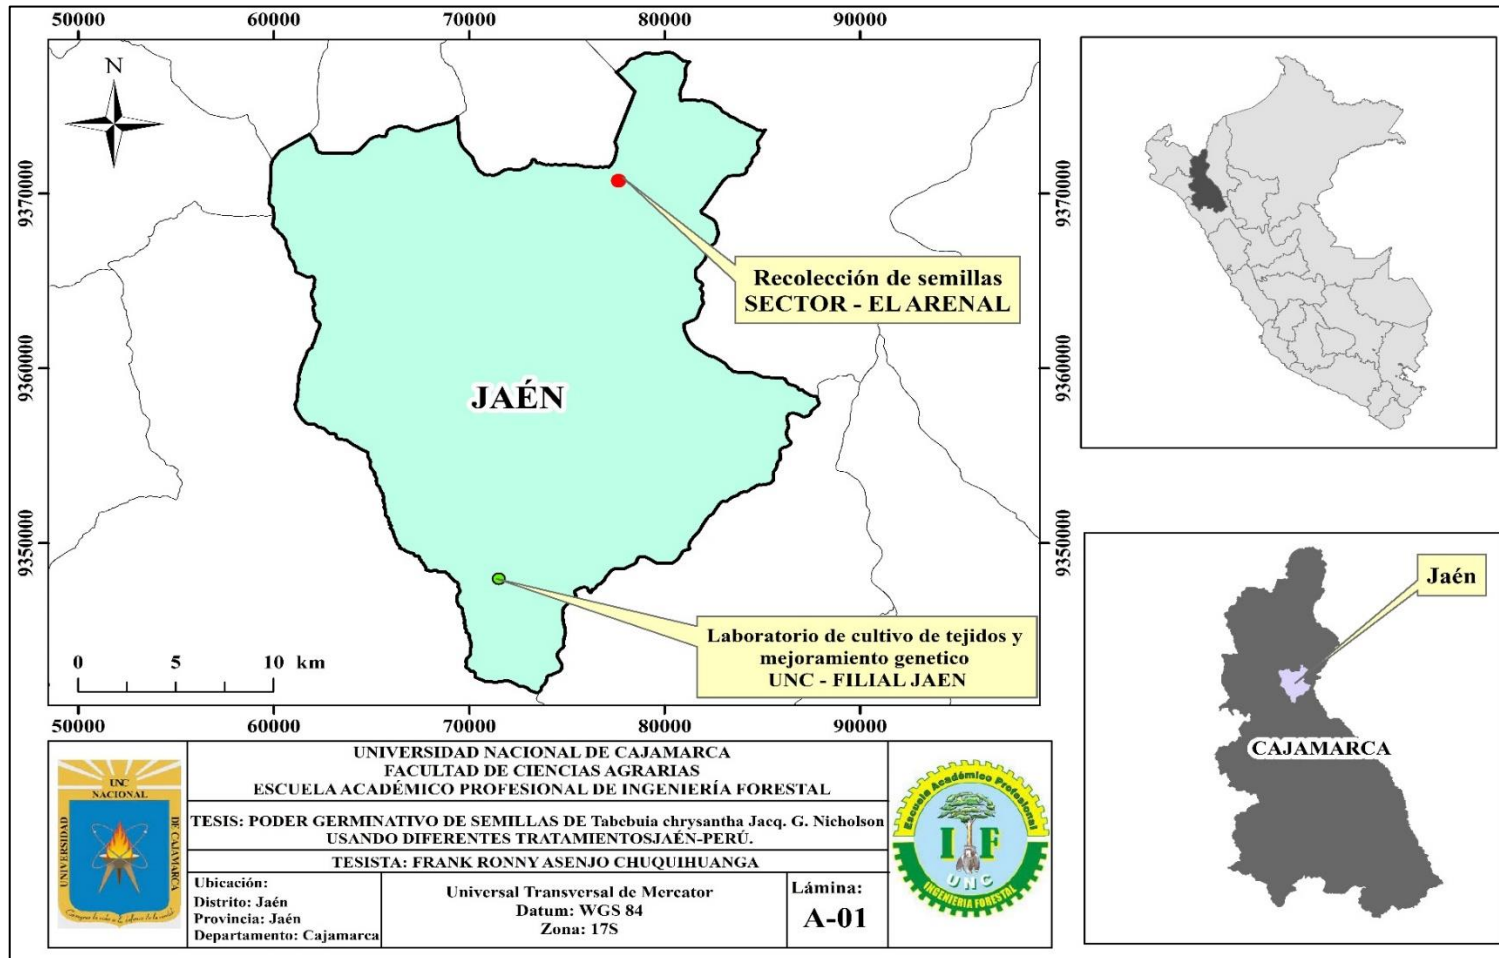 50000 60000 70000 80000 90000
N
9370000 9370000
Recolección de semillas
SECTOR - EL ARENAL
9360000 9360000
JAÉN
9350000 9350000
Laboratorio de cultivo de tejidos y
mejoramiento genetico
UNC - FILIAL JAEN
0 5 10 km
50000 60000 70000 80000 90000
Jaén
CAJAMARCA
UNC
NACIONAL
UNIVERSIDAD
DE CAJAMARCA
UNIVERSIDAD NACIONAL DE CAJAMARCA
FACULTAD DE CIENCIAS AGRARIAS
ESCUELA ACADÉMICO PROFESIONAL DE INGENIERÍA FORESTAL
TESIS: PODER GERMINATIVO DE SEMILLAS DE Tabebuia chrysantha Jacq. G. Nicholson
USANDO DIFERENTES TRATAMIENTOSJAÉN-PERÚ.
TESISTA: FRANK RONNY ASENJO CHUQUIHUANGA
Ubicación:
Distrito: Jaén
Provincia: Jaén
Departamento: Cajamarca
Universal Transversal de Mercator
Datum: WGS 84
Zona: 17S
Lámina:
A-01
Escuela Académico Profesional
I F
UNC
INGENIERIA FORESTAL